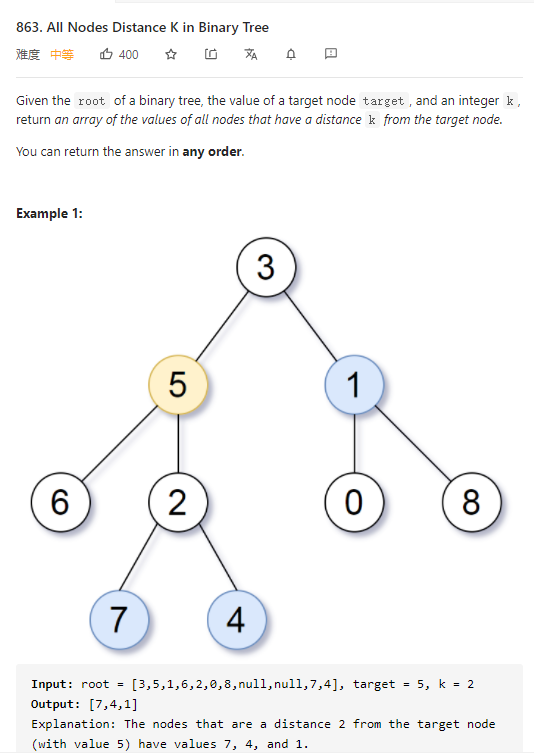 863. All Nodes Distance K in Binary Tree
难度 中等 400
Given the root of a binary tree, the value of a target node target, and an integer k,
return an array of the values of all nodes that have a distance k from the target node.
You can return the answer in any order.
Example 1:
3
5 1
6 2 0 8
7 4
Input: root = [3,5,1,6,2,0,8,null,null,7,4], target = 5, k = 2
Output: [7,4,1]
Explanation: The nodes that are a distance 2 from the target node
(with value 5) have values 7, 4, and 1.